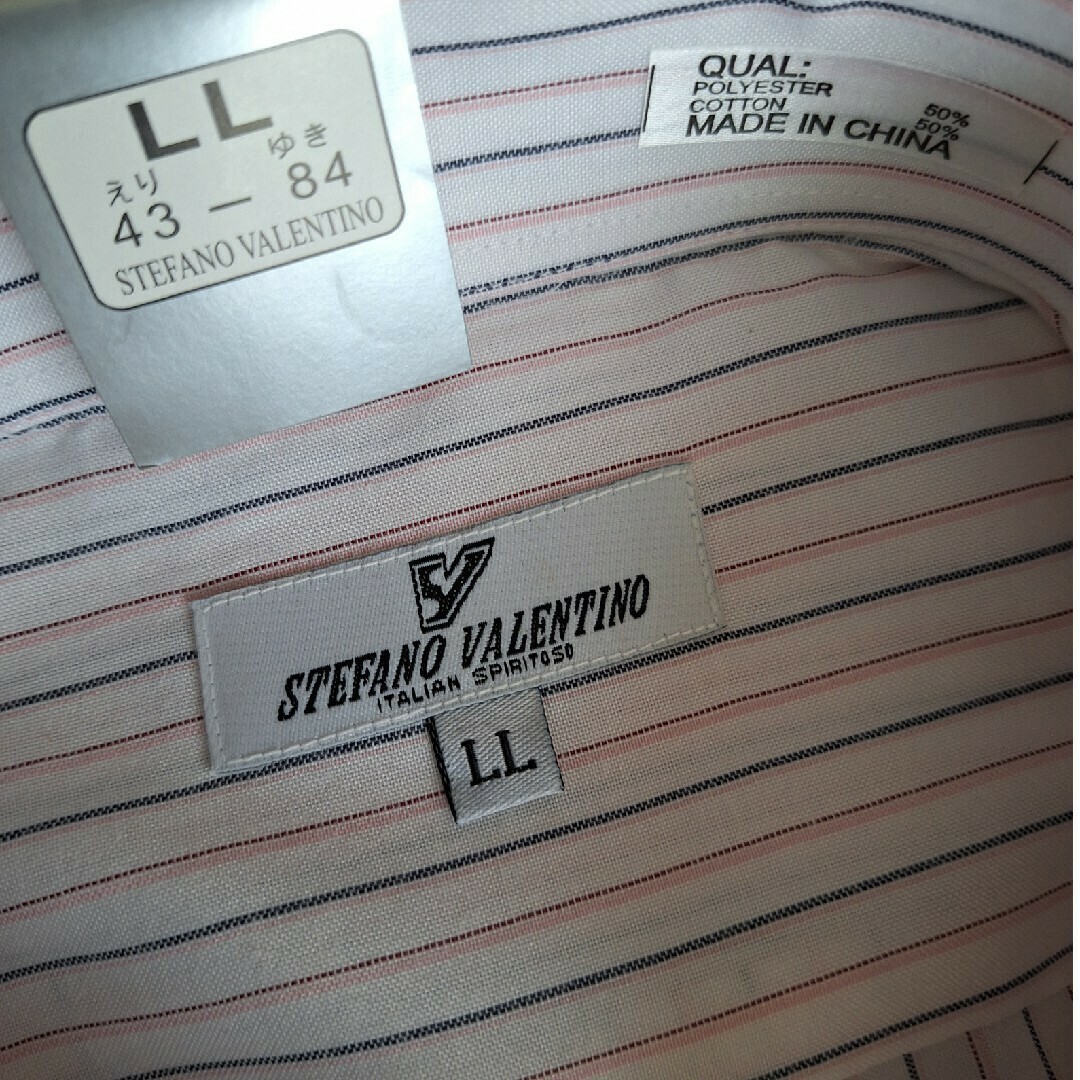 LL
えり ゆき
43 — 84
STEFANO VALENTINO
QUAL:
POLYESTER 50%
COTTON 50%
MADE IN CHINA
SV
STEFANO VALENTINO
ITALIAN SPIRITOSO
LL